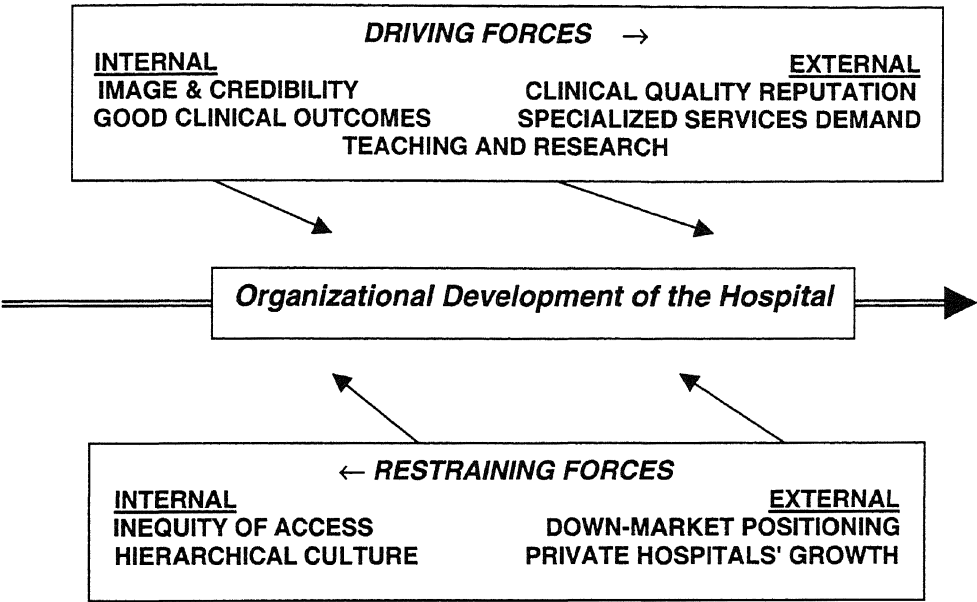 DRIVING FORCES →
INTERNAL EXTERNAL
IMAGE & CREDIBILITY CLINICAL QUALITY REPUTATION
GOOD CLINICAL OUTCOMES SPECIALIZED SERVICES DEMAND
TEACHING AND RESEARCH
Organizational Development of the Hospital
← RESTRAINING FORCES
INTERNAL EXTERNAL
INEQUITY OF ACCESS DOWN-MARKET POSITIONING
HIERARCHICAL CULTURE PRIVATE HOSPITALS' GROWTH